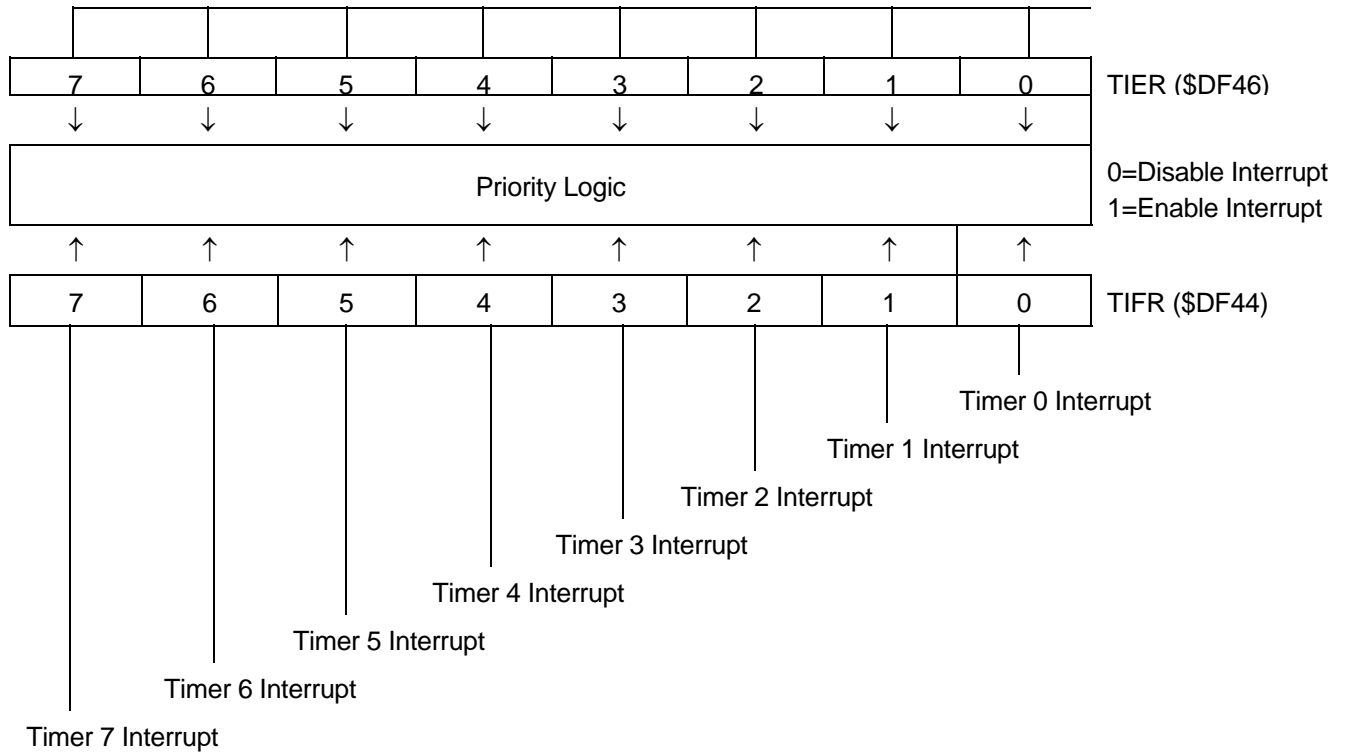 7 6 5 4 3 2 1 0 TIER ($DF46)
↓ ↓ ↓ ↓ ↓ ↓ ↓ ↓
Priority Logic
0=Disable Interrupt
1=Enable Interrupt
↑ ↑ ↑ ↑ ↑ ↑ ↑ ↑
7 6 5 4 3 2 1 0 TIFR ($DF44)
Timer 0 Interrupt
Timer 1 Interrupt
Timer 2 Interrupt
Timer 3 Interrupt
Timer 4 Interrupt
Timer 5 Interrupt
Timer 6 Interrupt
Timer 7 Interrupt